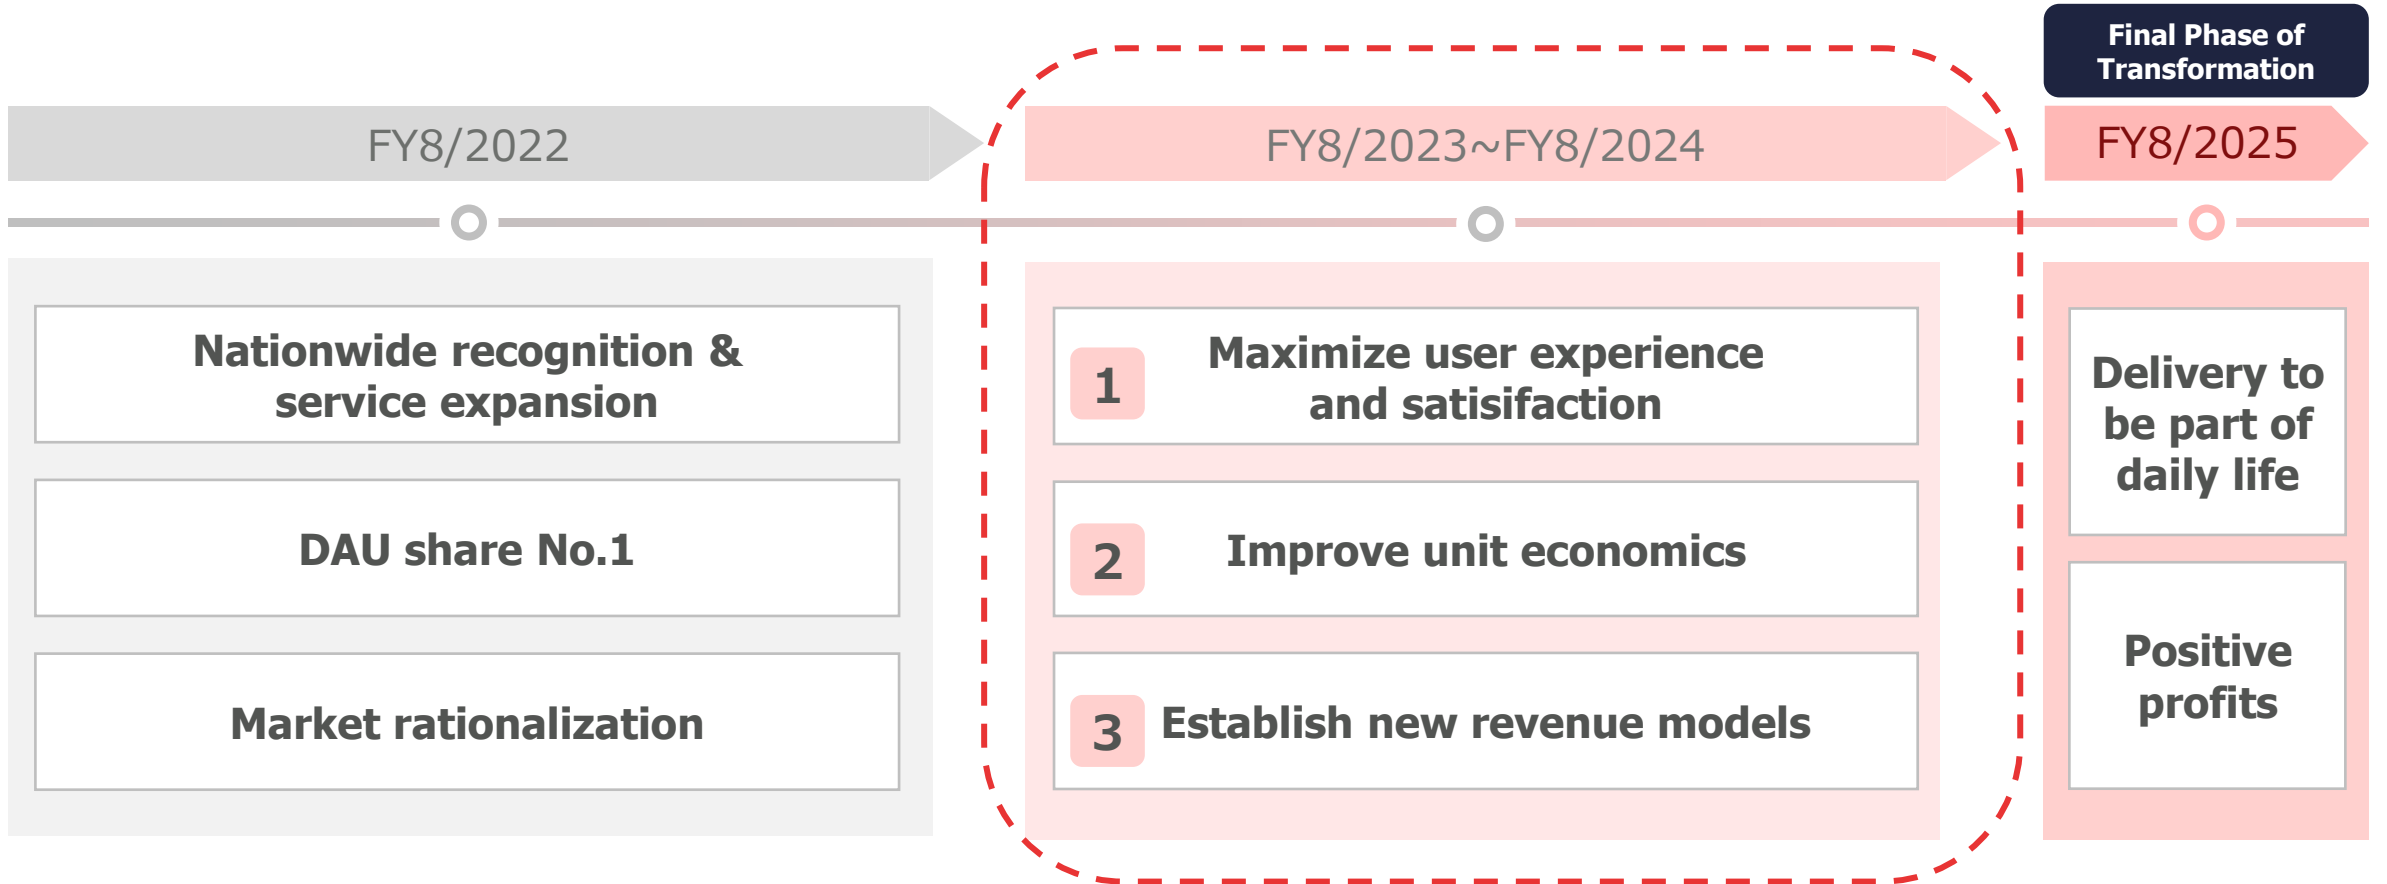 Final Phase of
Transformation
FY8/2022
FY8/2023~FY8/2024
FY8/2025
Nationwide recognition &
service expansion
DAU share No.1
Market rationalization
1
Maximize user experience
and satisifaction
2
Improve unit economics
3
Establish new revenue models
Delivery to
be part of
daily life
Positive
profits